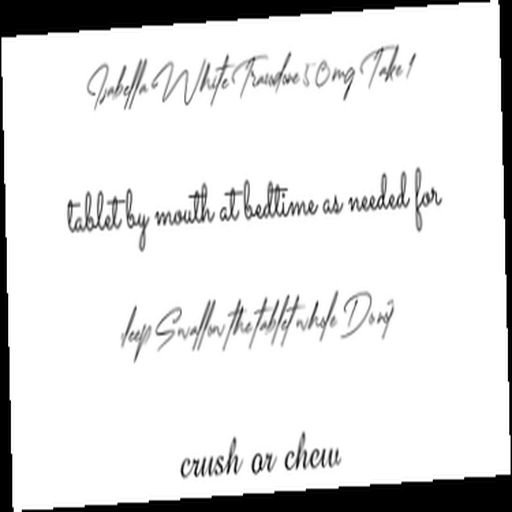 Isabella White Trazodone 50mg Take 1
tablet by mouth at bedtime as needed for
sleep Swallow the tablet whole Don't
crush or chew